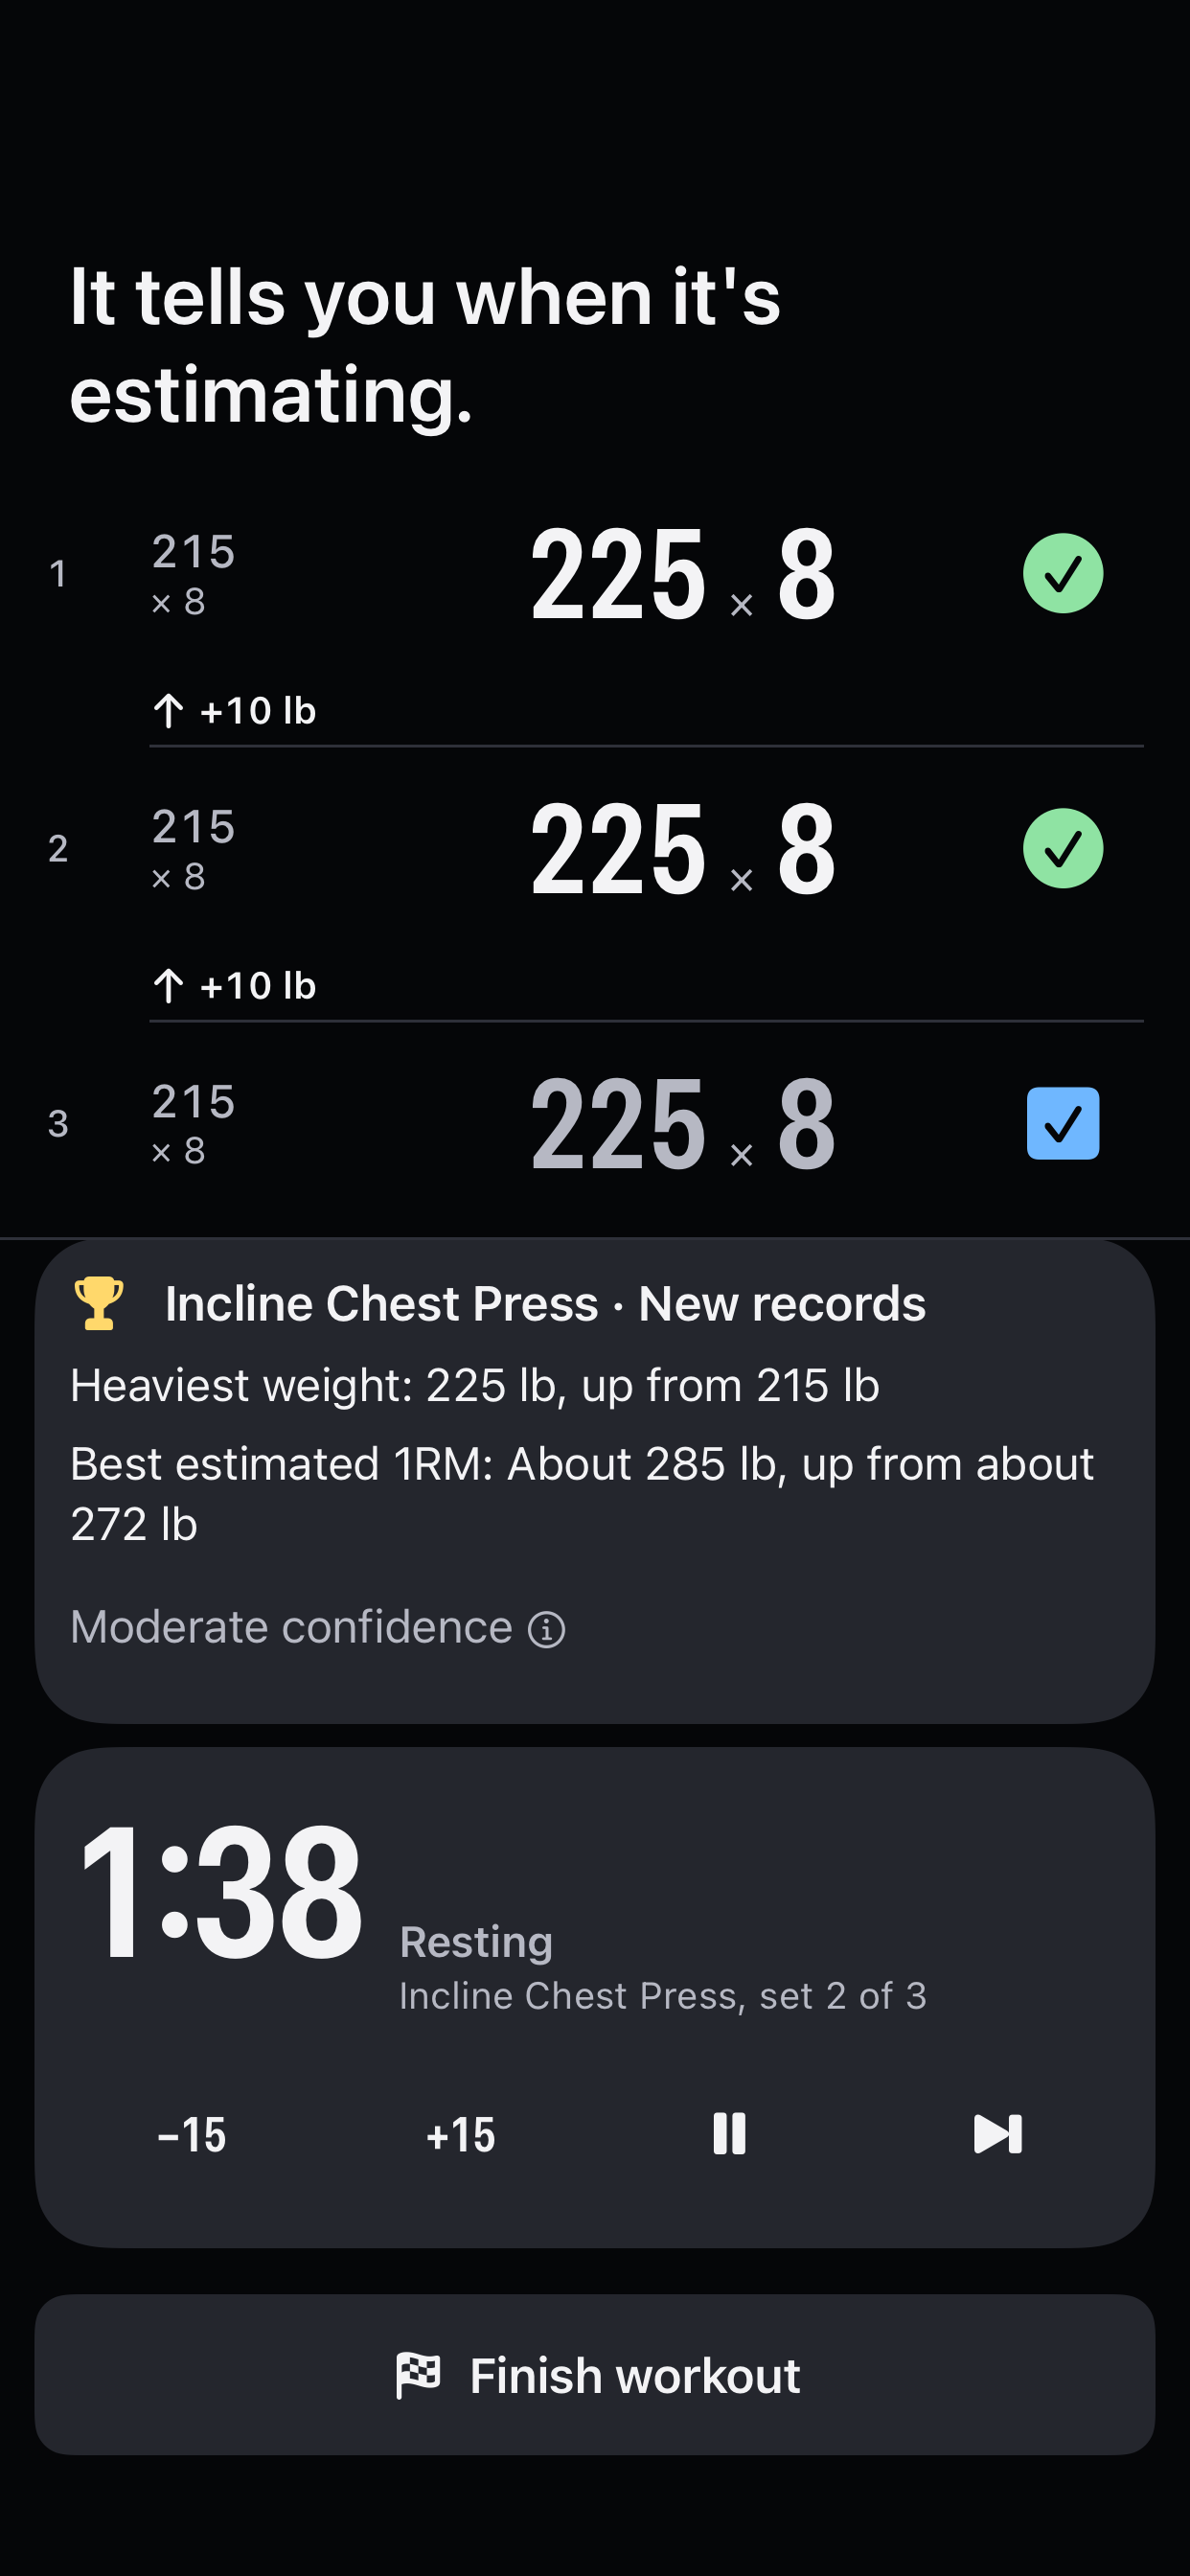 It tells you when it's
estimating.
1
215
× 8
225 × 8
↑ +10 lb
2
215
× 8
225 × 8
↑ +10 lb
3
215
× 8
225 × 8
Incline Chest Press · New records
Heaviest weight: 225 lb, up from 215 lb
Best estimated 1RM: About 285 lb, up from about
272 lb
Moderate confidence
1:38
Resting
Incline Chest Press, set 2 of 3
−15
+15
Finish workout